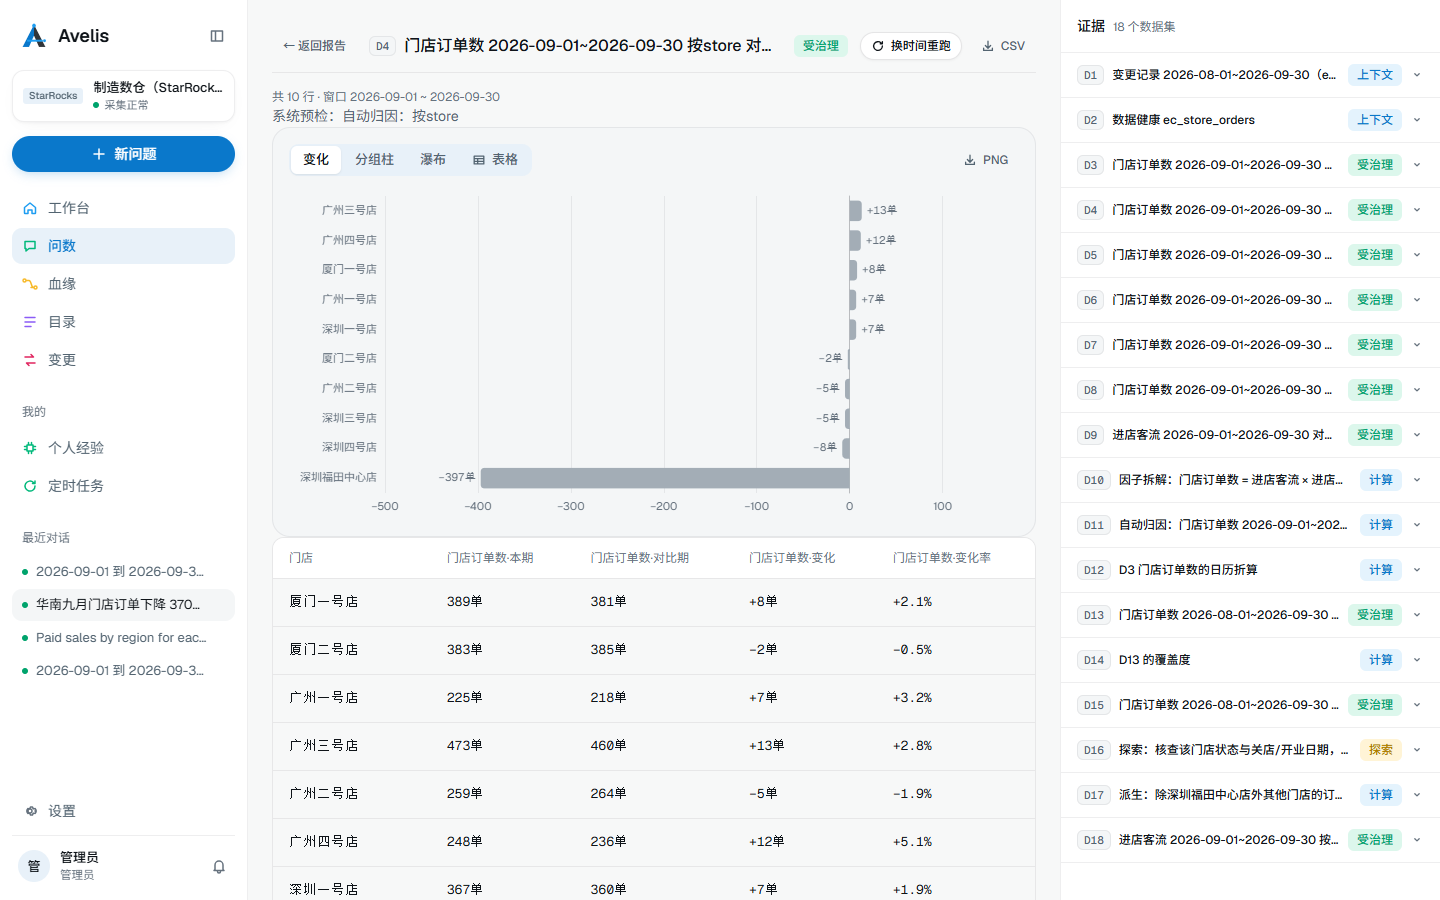 Avelis
StarRocks
制造数仓（StarRock...
采集正常
新问题
工作台
问数
血缘
目录
变更
我的
个人经验
定时任务
最近对话
2026-09-01 到 2026-09-3...
华南九月门店订单下降 370...
Paid sales by region for eac...
2026-09-01 到 2026-09-3...
设置
管
管理员
管理员
返回报告
D4
门店订单数 2026-09-01~2026-09-30 按store 对...
受治理
换时间重跑
CSV
共 10 行 · 窗口 2026-09-01 ~ 2026-09-30
系统预检：自动归因：按store
变化
分组柱
瀑布
表格
PNG
广州三号店 +13单
广州四号店 +12单
厦门一号店 +8单
广州一号店 +7单
深圳一号店 +7单
厦门二号店 −2单
广州二号店 −5单
深圳三号店 −5单
深圳四号店 −8单
深圳福田中心店 −397单
−500 −400 −300 −200 −100 0 100
门店 门店订单数·本期 门店订单数·对比期 门店订单数·变化 门店订单数·变化率
厦门一号店 389单 381单 +8单 +2.1%
厦门二号店 383单 385单 −2单 −0.5%
广州一号店 225单 218单 +7单 +3.2%
广州三号店 473单 460单 +13单 +2.8%
广州二号店 259单 264单 −5单 −1.9%
广州四号店 248单 236单 +12单 +5.1%
深圳一号店 367单 360单 +7单 +1.9%
证据 18 个数据集
D1 变更记录 2026-08-01~2026-09-30（e... 上下文
D2 数据健康 ec_store_orders 上下文
D3 门店订单数 2026-09-01~2026-09-30 ... 受治理
D4 门店订单数 2026-09-01~2026-09-30 ... 受治理
D5 门店订单数 2026-09-01~2026-09-30 ... 受治理
D6 门店订单数 2026-09-01~2026-09-30 ... 受治理
D7 门店订单数 2026-09-01~2026-09-30 ... 受治理
D8 门店订单数 2026-09-01~2026-09-30 ... 受治理
D9 进店客流 2026-09-01~2026-09-30 对... 受治理
D10 因子拆解：门店订单数 = 进店客流 × 进店... 计算
D11 自动归因：门店订单数 2026-09-01~202... 计算
D12 D3 门店订单数的日历折算 计算
D13 门店订单数 2026-08-01~2026-09-30 ... 受治理
D14 D13 的覆盖度 计算
D15 门店订单数 2026-08-01~2026-09-30 ... 受治理
D16 探索：核查该门店状态与关店/开业日期，... 探索
D17 派生：除深圳福田中心店外其他门店的订... 计算
D18 进店客流 2026-09-01~2026-09-30 按... 受治理